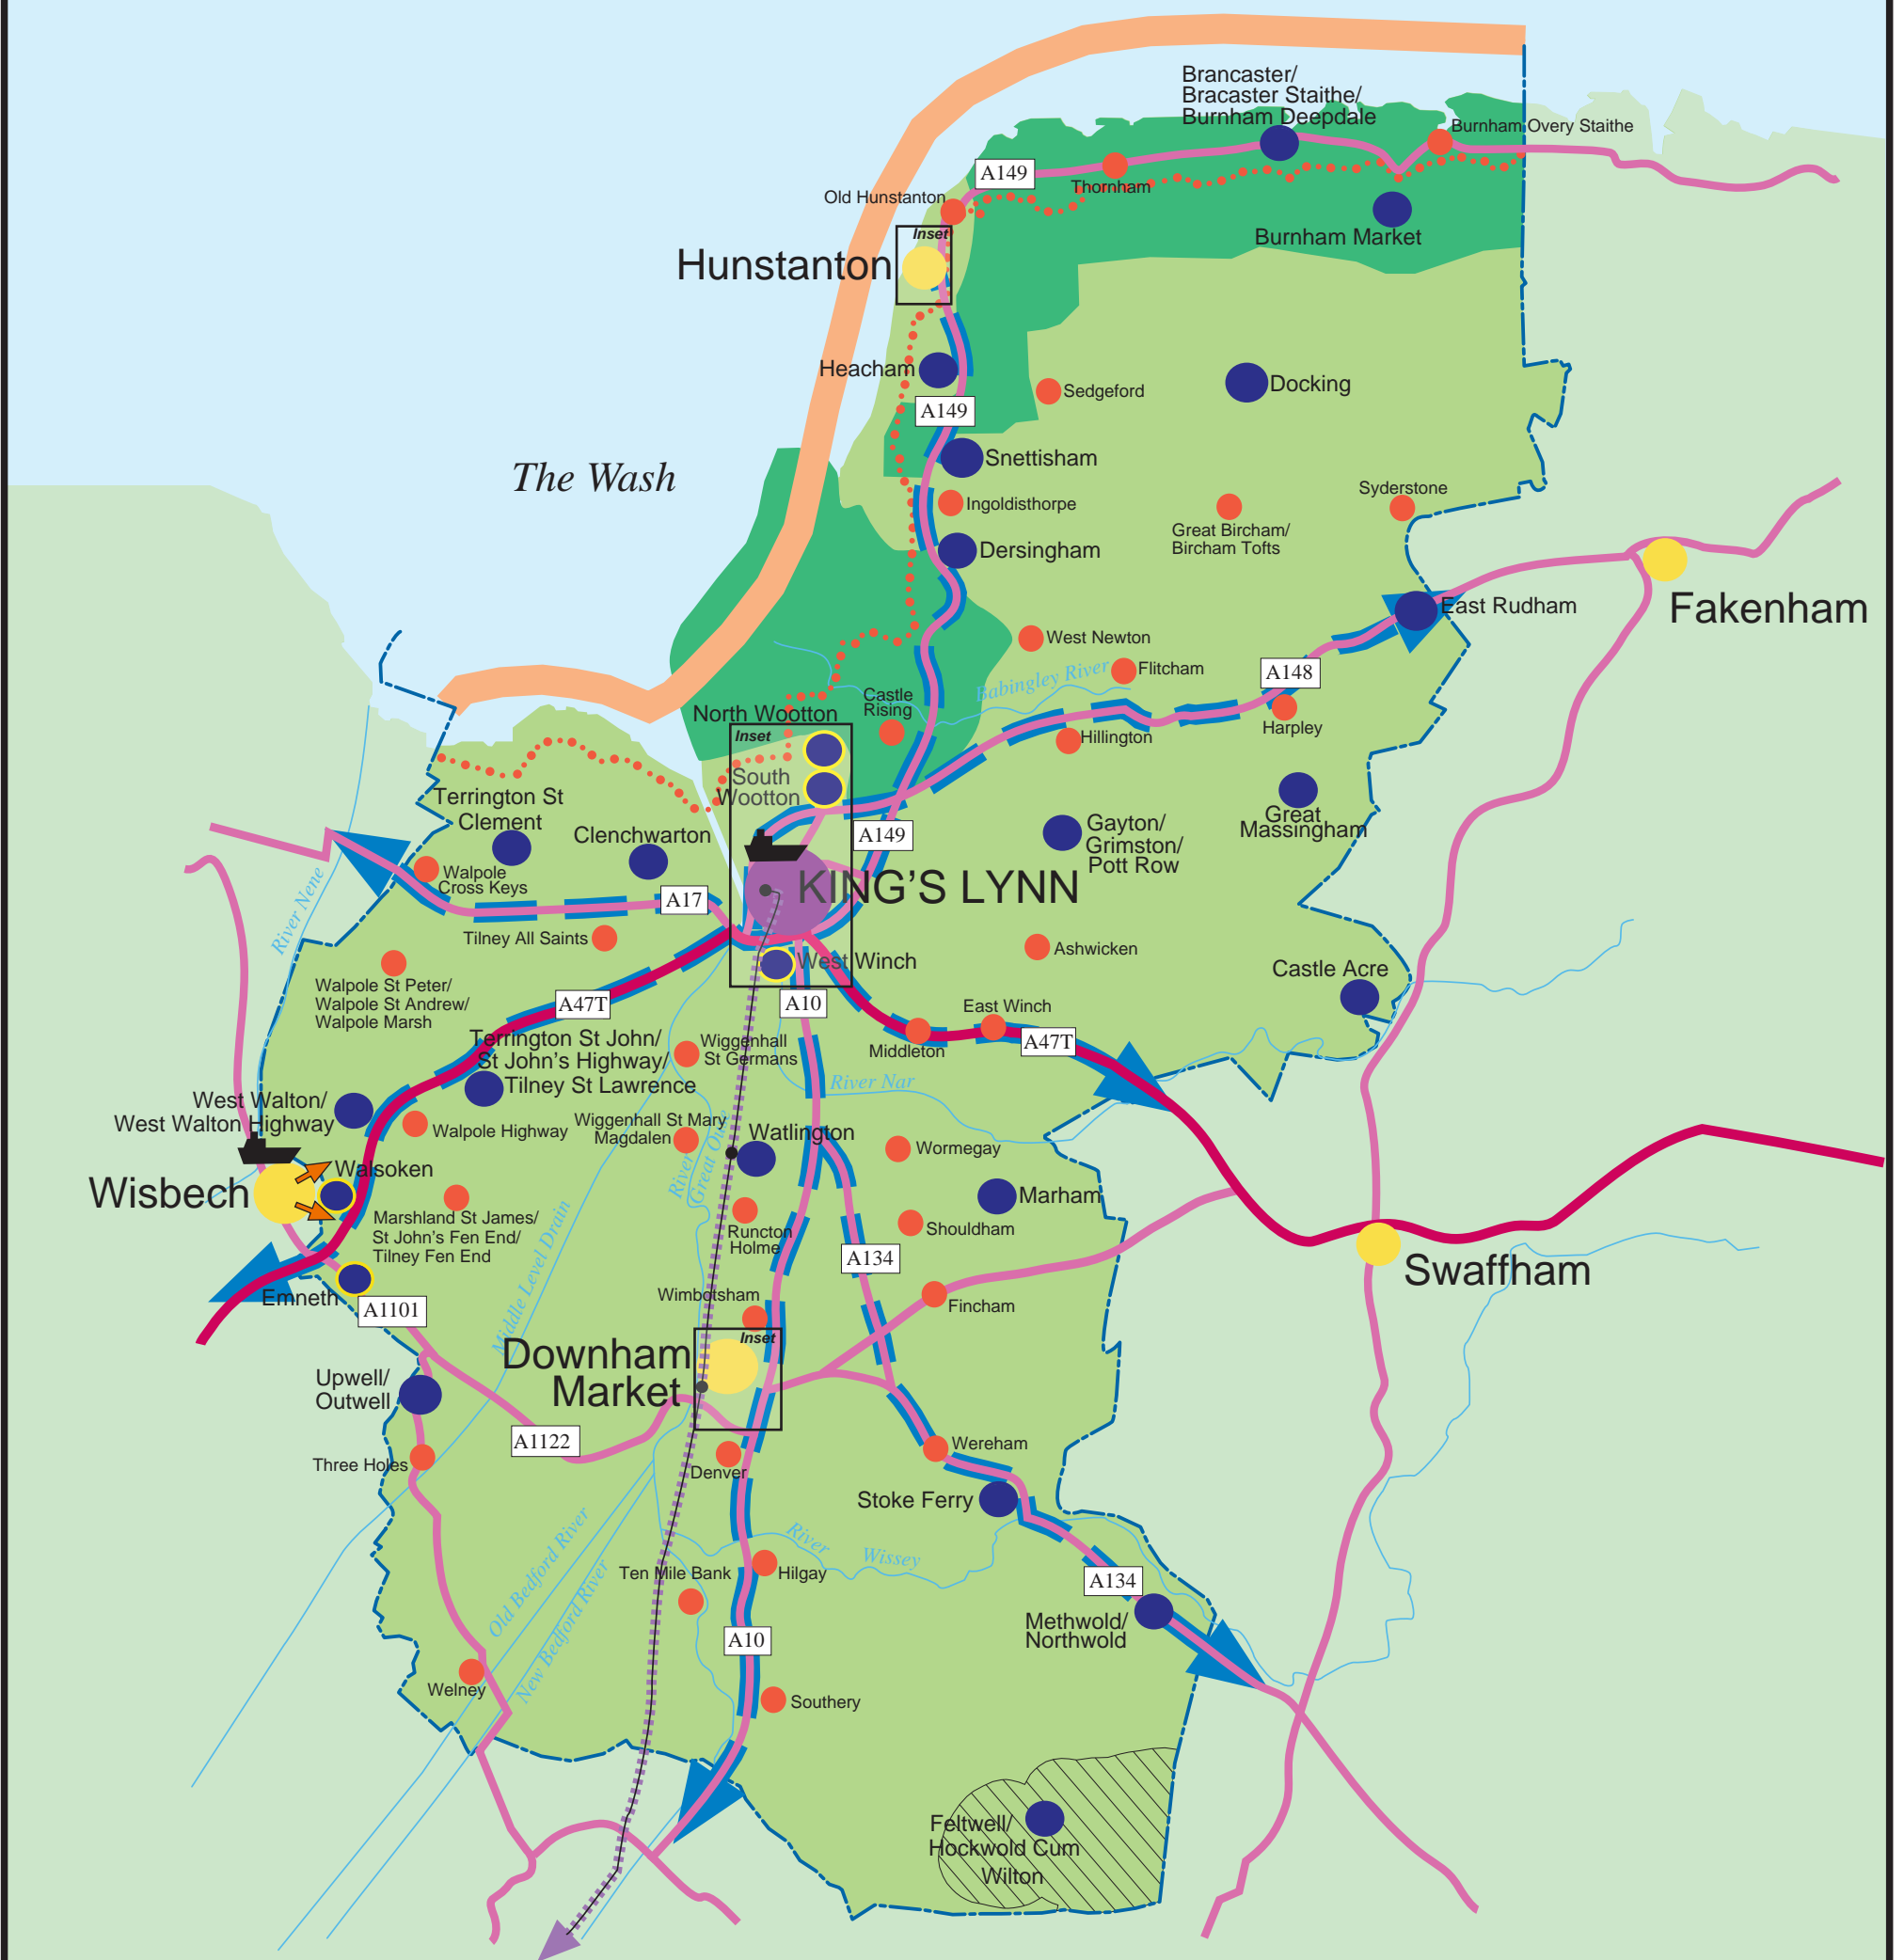 Brancaster/
Bracaster Staithe/
Burnham Deepdale
Burnham Overy Staithe
A149
Thornham
Old Hunstanton
Burnham Market
Inset
Hunstanton
Heacham
Docking
Sedgeford
A149
The Wash
Snettisham
Syderstone
Ingoldisthorpe
Great Bircham/
Bircham Tofts
Dersingham
East Rudham
Fakenham
West Newton
Flitcham
A148
Babingley River
Castle
Rising
North Wootton
Harpley
Inset
Hillington
South
Wootton
Terrington St
Clement
Clenchwarton
A149
Great
Massingham
Gayton/
Grimston/
Pott Row
Walpole
Cross Keys
KING'S LYNN
A17
River Nene
Tilney All Saints
Ashwicken
West Winch
Castle Acre
Walpole St Peter/
Walpole St Andrew/
Walpole Marsh
A47T
A10
East Winch
Middleton
A47T
Terrington St John/
St John's Highway/
Tilney St Lawrence
Wiggenhall
St Germans
River Nar
West Walton/
West Walton Highway
Walpole Highway
Wiggenhall St Mary
Magdalen
Watlington
Wormegay
River
Great Ouse
Walsoken
Wisbech
Marham
Marshland St James/
St John's Fen End/
Tilney Fen End
Runcton
Holme
Shouldham
Middle Level Drain
A134
Swaffham
Emneth
A1101
Wimbotsham
Fincham
Inset
Downham
Market
Upwell/
Outwell
A1122
Wereham
Three Holes
Denver
Stoke Ferry
River
Wissey
Old Bedford River
New Bedford River
Ten Mile Bank
Hilgay
A134
Methwold/
Northwold
A10
Welney
Southery
Feltwell/
Hockwold Cum
Wilton